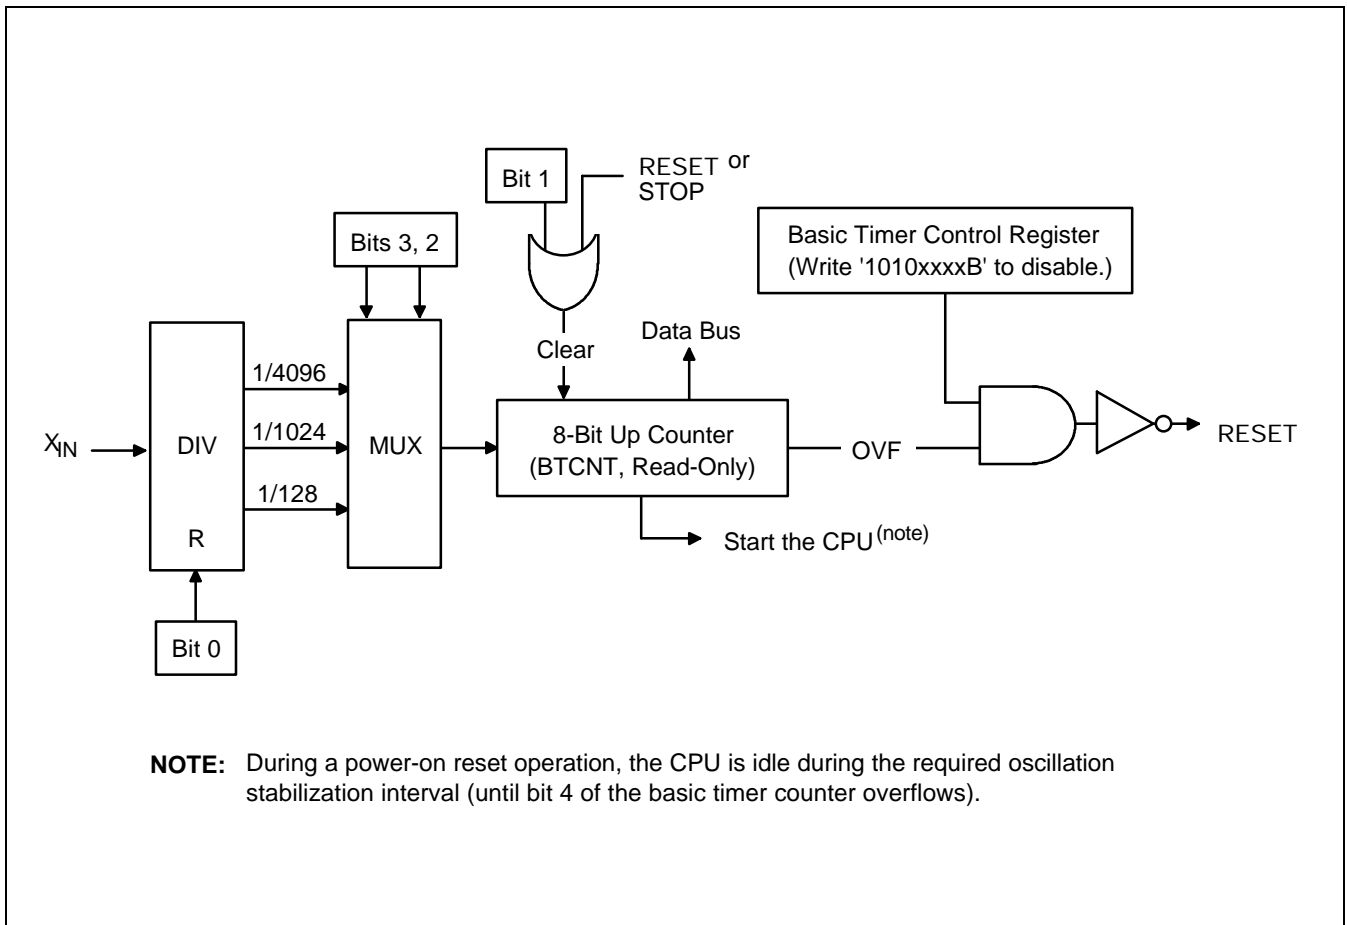 Bit 1
RESET or
STOP
Bits 3, 2
Basic Timer Control Register
(Write '1010xxxxB' to disable.)
Data Bus
Clear
1/4096
XIN
DIV
1/1024
MUX
8-Bit Up Counter
(BTCNT, Read-Only)
OVF
RESET
1/128
R
Start the CPU (note)
Bit 0
NOTE: During a power-on reset operation, the CPU is idle during the required oscillation
stabilization interval (until bit 4 of the basic timer counter overflows).